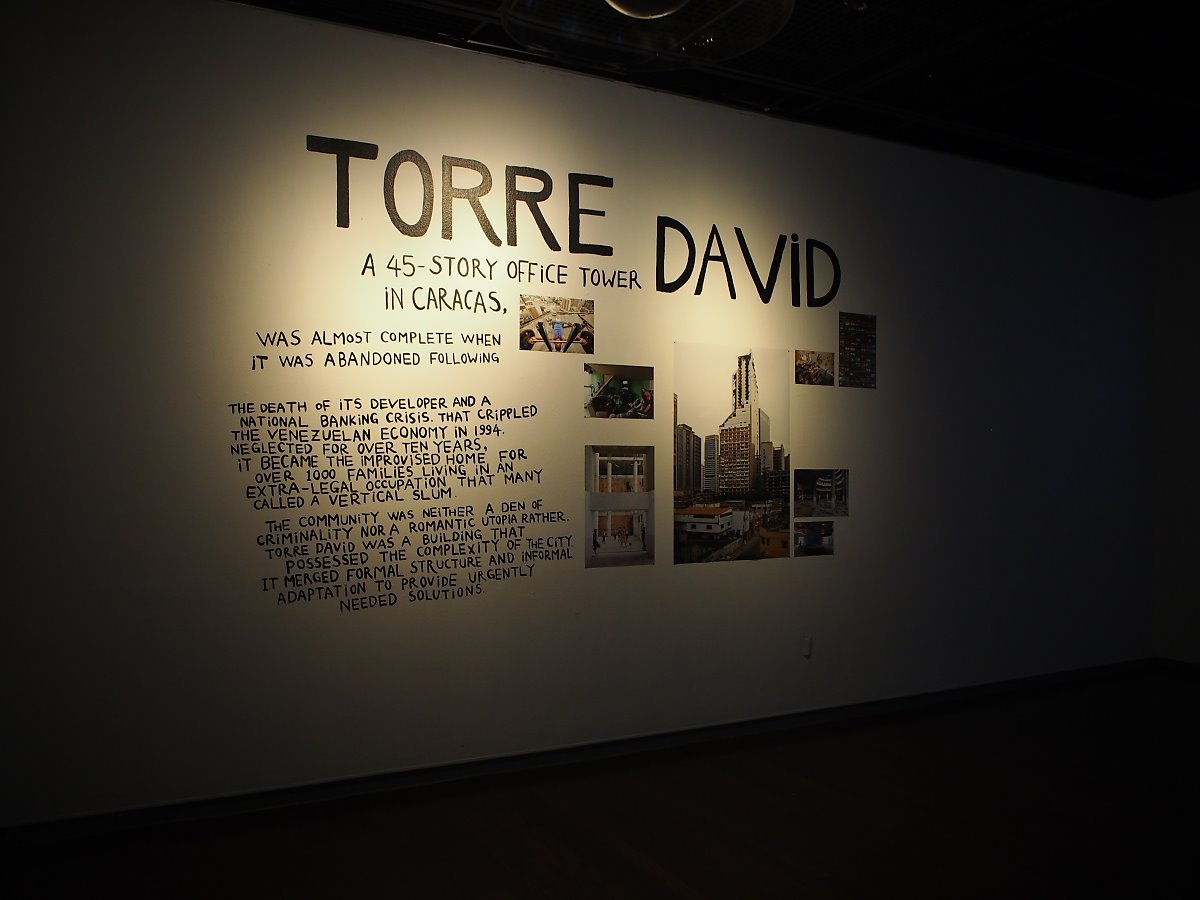 TORRE DAVID
A 45-STORY OFFICE TOWER
IN CARACAS,
WAS ALMOST COMPLETE WHEN
IT WAS ABANDONED FOLLOWING
THE DEATH OF ITS DEVELOPER AND A
NATIONAL BANKING CRISIS. THAT CRIPPLED
THE VENEZUELAN ECONOMY IN 1994.
NEGLECTED FOR OVER TEN YEARS,
IT BECAME THE IMPROVISED HOME FOR
OVER 1000 FAMILIES LIVING IN AN
EXTRA-LEGAL OCCUPATION THAT MANY
CALLED A VERTICAL SLUM.
THE COMMUNITY WAS NEITHER A DEN OF
CRIMINALITY NOR A ROMANTIC UTOPIA RATHER.
TORRE DAVID WAS A BUILDING THAT
POSSESSED THE COMPLEXITY OF THE CITY.
IT MERGED FORMAL STRUCTURE AND INFORMAL
ADAPTATION TO PROVIDE URGENTLY
NEEDED SOLUTIONS.